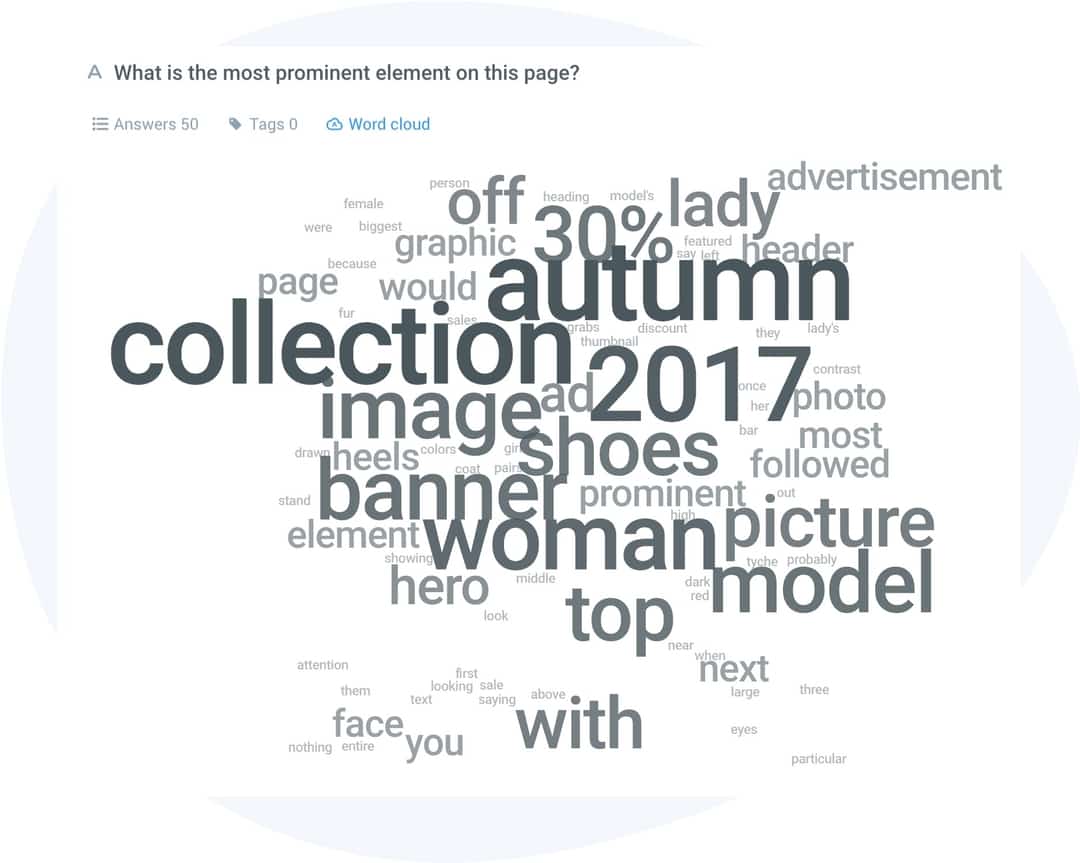 A What is the most prominent element on this page?
Answers 50 Tags 0 Word cloud
advertisement
person off lady
female heading model's
were biggest 30%
graphic featured header
because say left
page would autumn
fur sales
collection grabs discount they lady's
thumbnail
2017 contrast
image ad once photo
her
shoes bar most
drawn heels colors girl followed
coat pairs
banner prominent out
stand high picture
element woman
showing tyche probably
hero middle dark model
red
look top
near
when
attention next
first
them looking sale large three
text saying above
face with
you eyes
nothing entire
particular